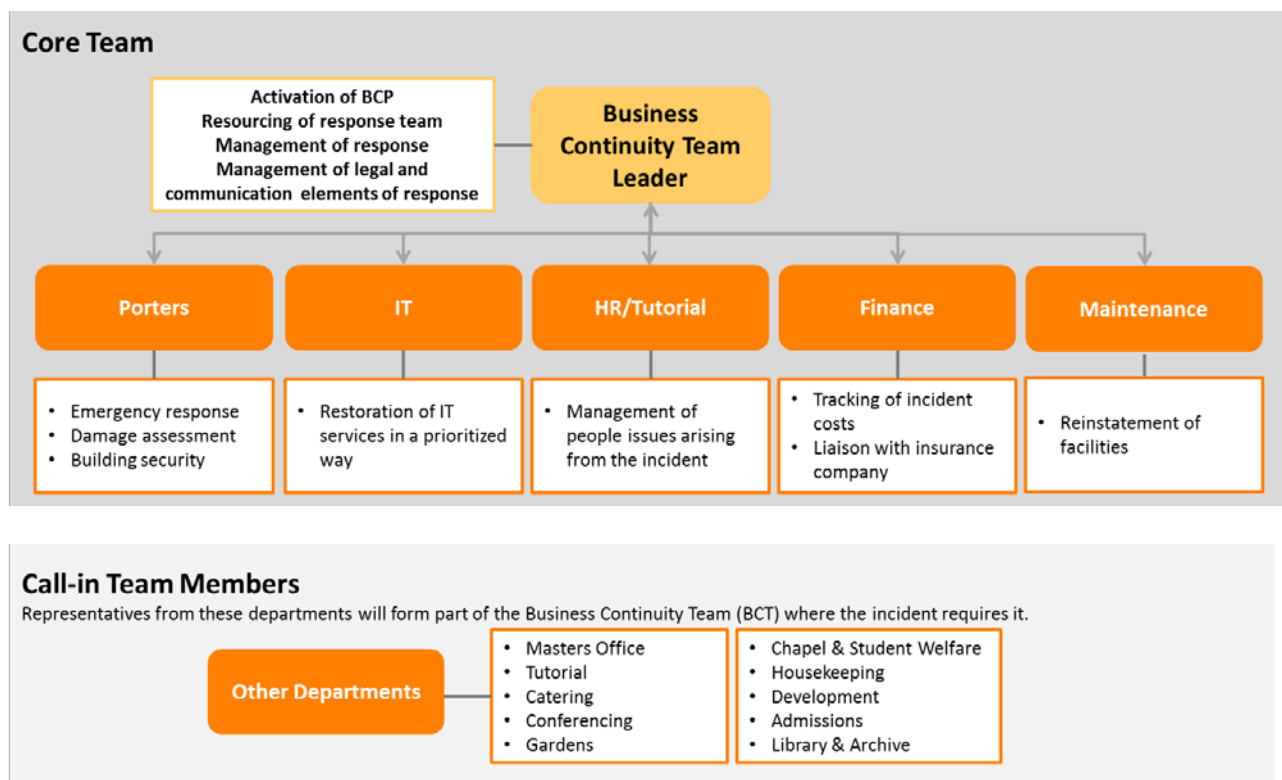 Core Team
Activation of BCP
Resourcing of response team
Management of response
Management of legal and
communication elements of response
Business
Continuity Team
Leader
Porters
IT
HR/Tutorial
Finance
Maintenance
• Emergency response
• Damage assessment
• Building security
• Restoration of IT
services in a prioritized
way
• Management of
people issues arising
from the incident
• Tracking of incident
costs
• Liaison with insurance
company
• Reinstatement of
facilities
Call-in Team Members
Representatives from these departments will form part of the Business Continuity Team (BCT) where the incident requires it.
Other Departments
• Masters Office
• Tutorial
• Catering
• Conferencing
• Gardens
• Chapel & Student Welfare
• Housekeeping
• Development
• Admissions
• Library & Archive